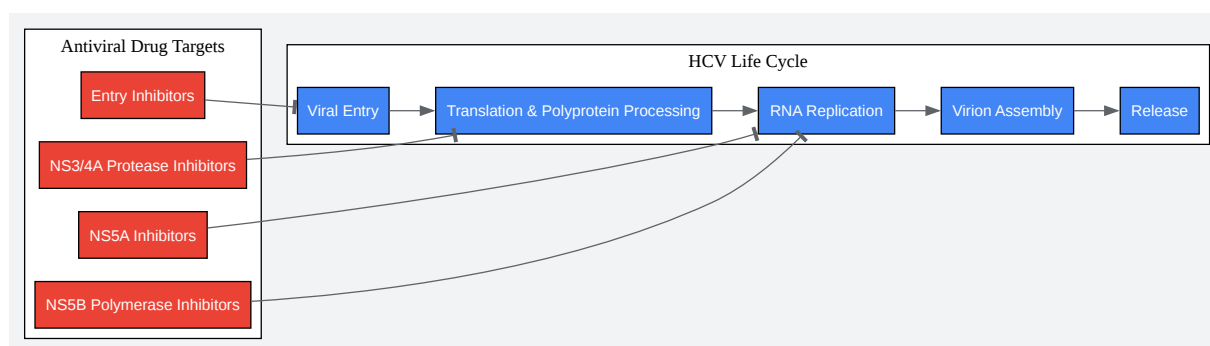 Antiviral Drug Targets
Entry Inhibitors
NS3/4A Protease Inhibitors
NS5A Inhibitors
NS5B Polymerase Inhibitors
HCV Life Cycle
Viral Entry
Translation & Polyprotein Processing
RNA Replication
Virion Assembly
Release